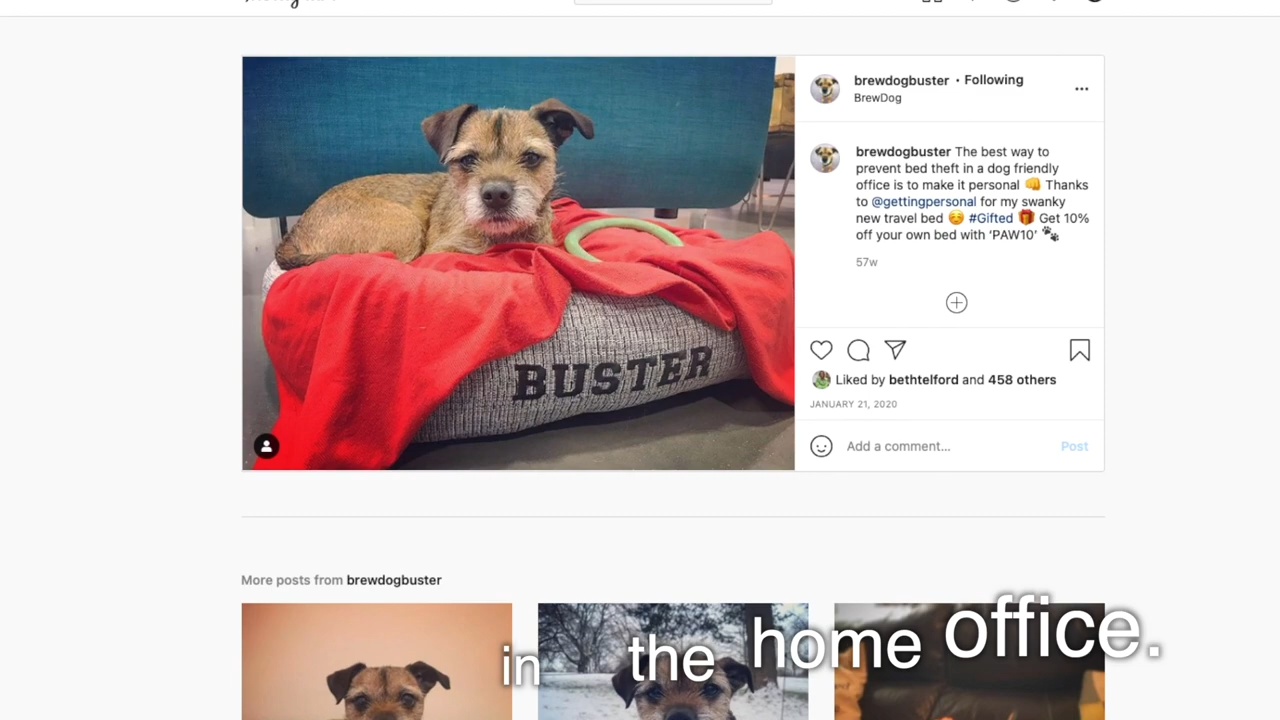 brewdogbuster • Following
BrewDog
brewdogbuster The best way to
prevent bed theft in a dog friendly
office is to make it personal 👊 Thanks
to @gettingpersonal for my swanky
new travel bed ☺️ #Gifted 🎁 Get 10%
off your own bed with ‘PAW10’ 🐾
57w
BUSTER
Liked by bethtelford and 458 others
JANUARY 21, 2020
Add a comment... Post
More posts from brewdogbuster
in the home office.